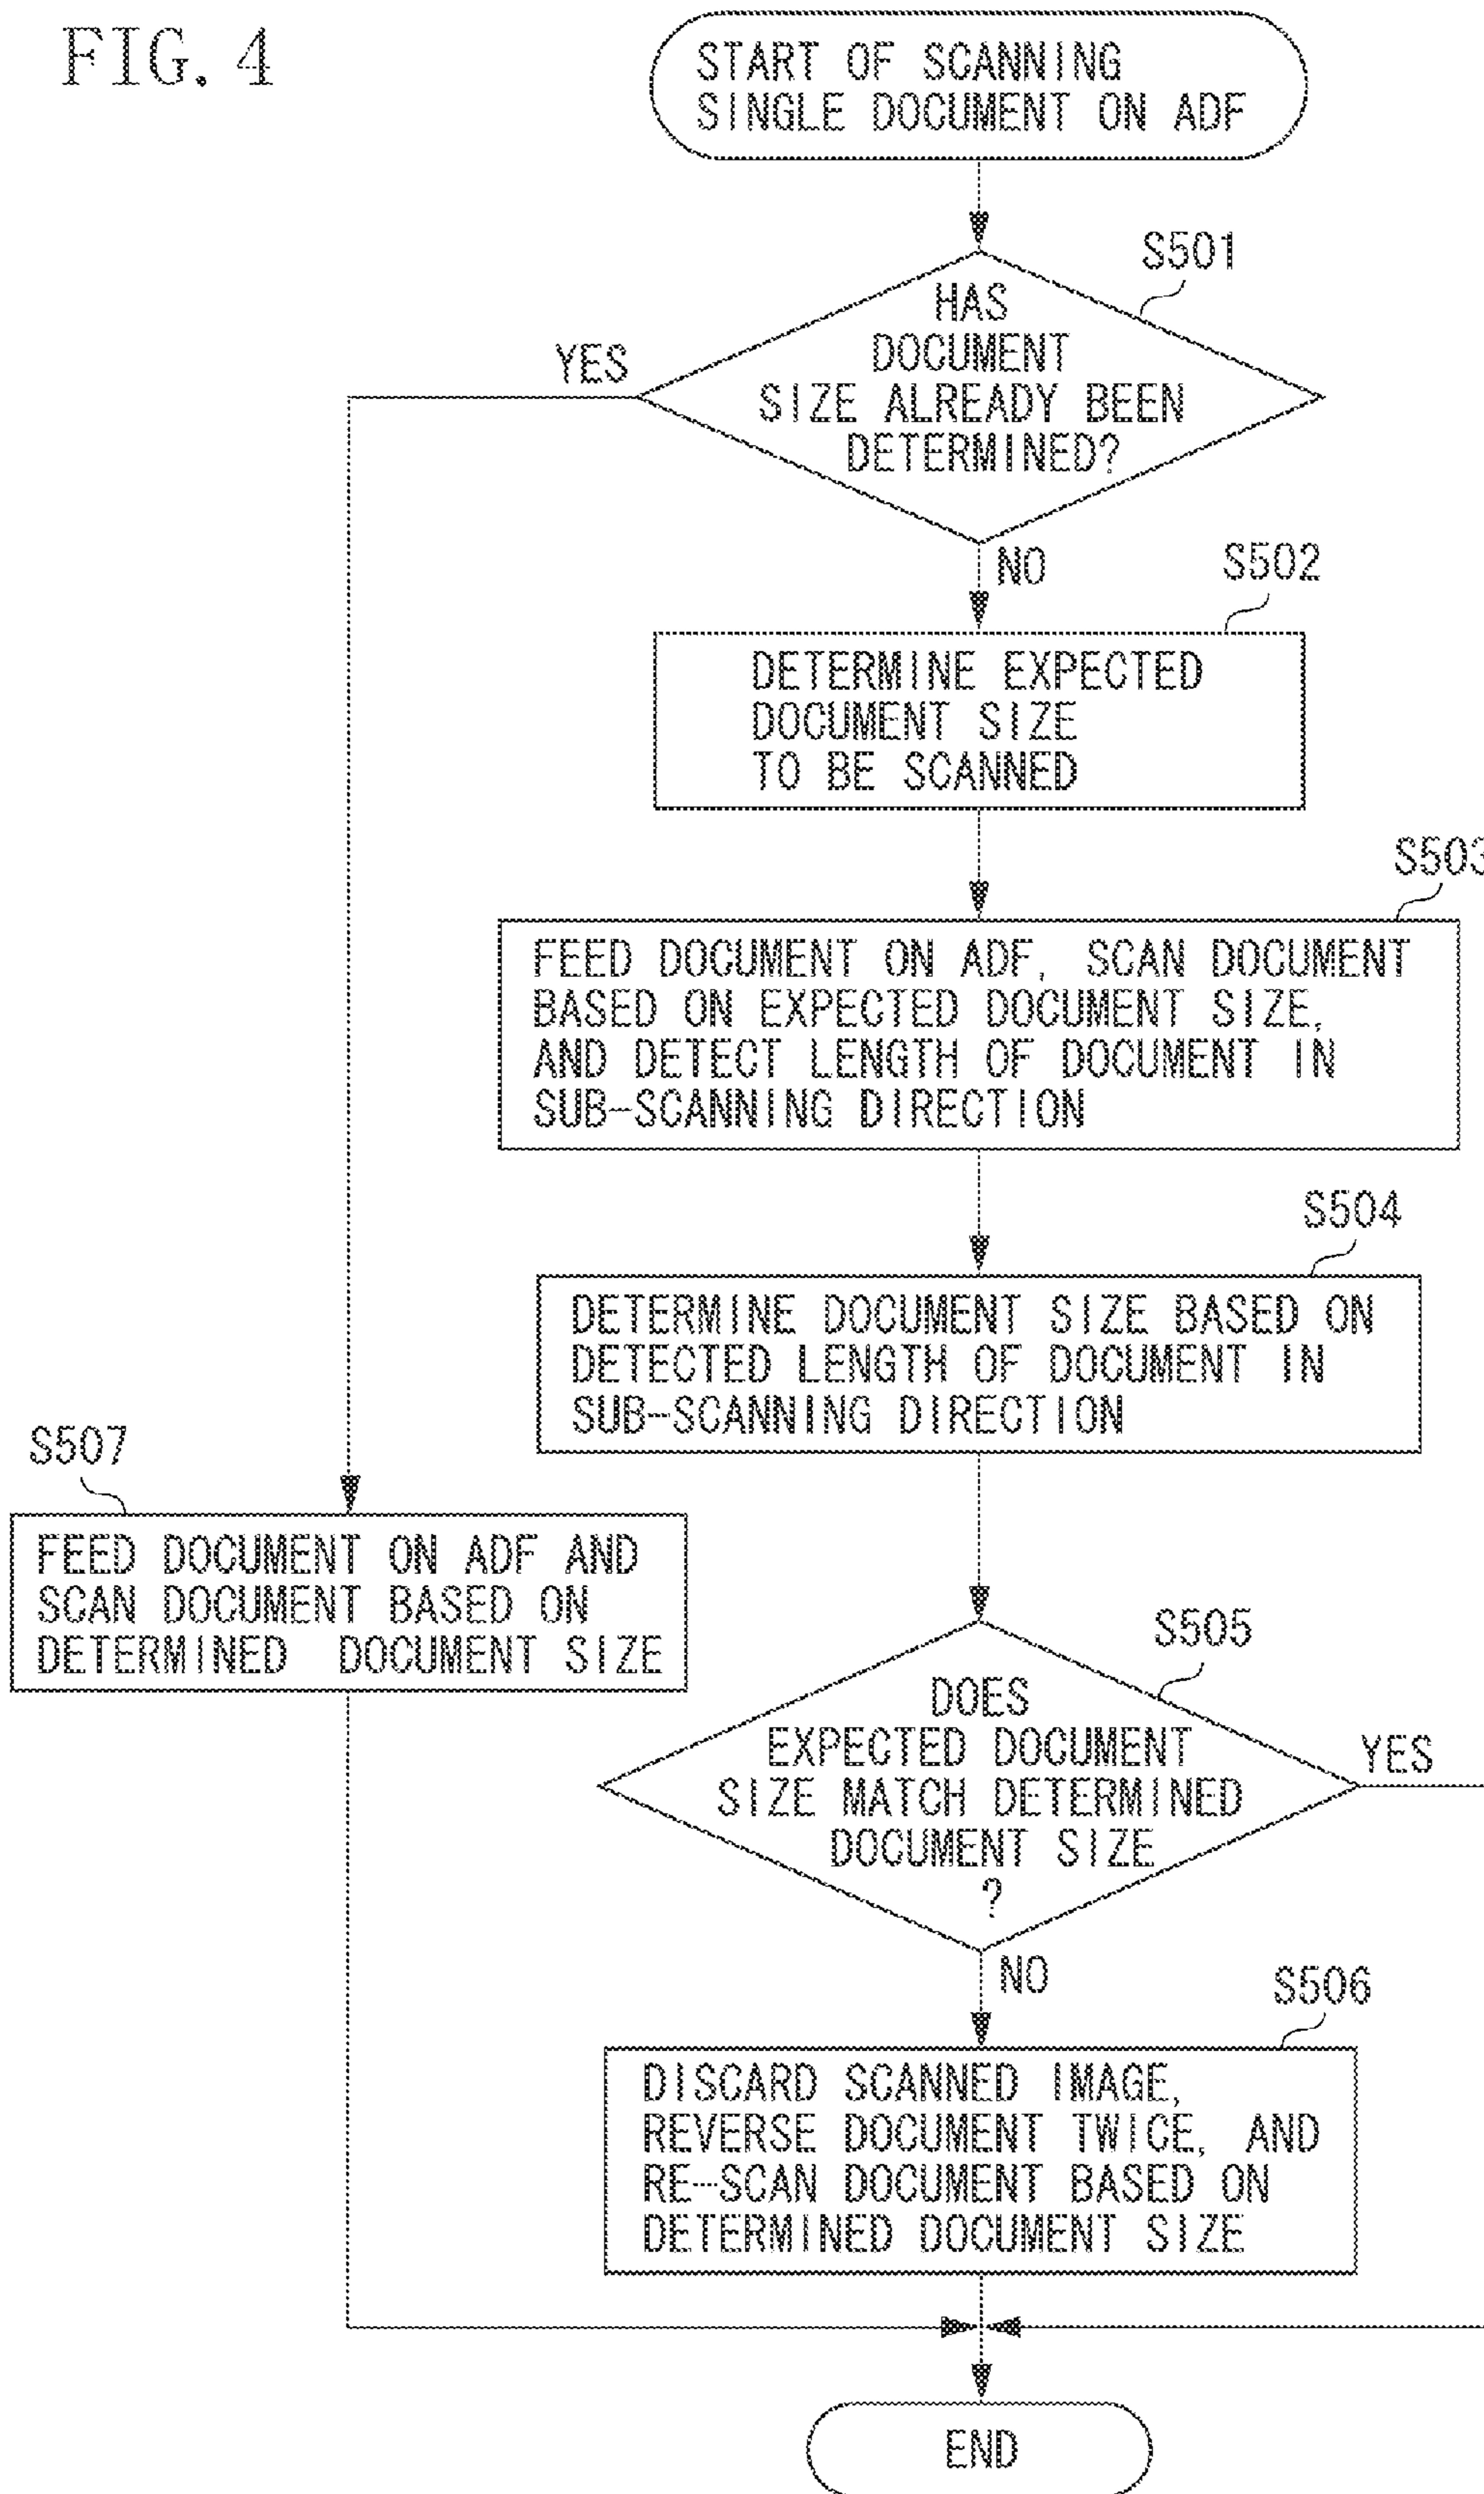 FIG. 4
START OF SCANNING
SINGLE DOCUMENT ON ADF
S501
HAS
DOCUMENT
SIZE ALREADY BEEN
DETERMINED?
YES
NO
S502
DETERMINE EXPECTED
DOCUMENT SIZE
TO BE SCANNED
S503
FEED DOCUMENT ON ADF, SCAN DOCUMENT
BASED ON EXPECTED DOCUMENT SIZE,
AND DETECT LENGTH OF DOCUMENT IN
SUB-SCANNING DIRECTION
S504
DETERMINE DOCUMENT SIZE BASED ON
DETECTED LENGTH OF DOCUMENT IN
SUB-SCANNING DIRECTION
S507
FEED DOCUMENT ON ADF AND
SCAN DOCUMENT BASED ON
DETERMINED DOCUMENT SIZE
S505
DOES
EXPECTED DOCUMENT
SIZE MATCH DETERMINED
DOCUMENT SIZE
?
YES
NO
S506
DISCARD SCANNED IMAGE,
REVERSE DOCUMENT TWICE, AND
RE-SCAN DOCUMENT BASED ON
DETERMINED DOCUMENT SIZE
END